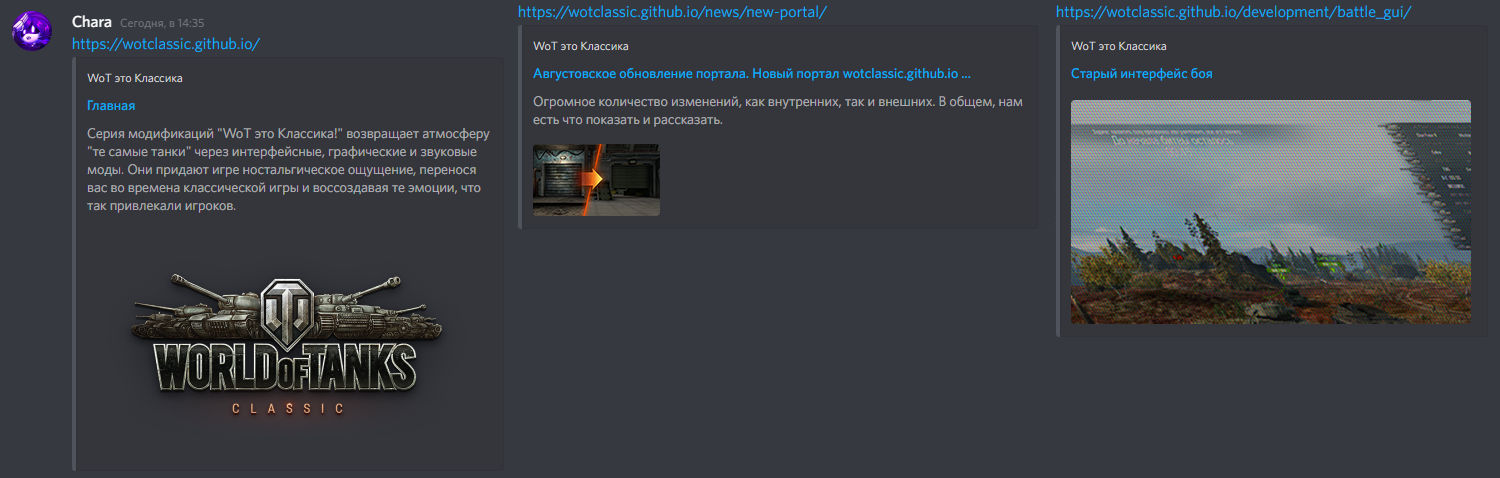 Chara Сегодня, в 14:35
https://wotclassic.github.io/
WoT это Классика
Главная
Серия модификаций "WoT это Классика!" возвращает атмосферу
"те самые танки" через интерфейсные, графические и звуковые
моды. Они придают игре ностальгическое ощущение, перенося
вас во времена классической игры и воссоздавая те эмоции, что
так привлекали игроков.
WORLD OF TANKS
CLASSIC
https://wotclassic.github.io/news/new-portal/
WoT это Классика
Августовское обновление портала. Новый портал wotclassic.github.io ...
Огромное количество изменений, как внутренних, так и внешних. В общем, нам
есть что показать и рассказать.
https://wotclassic.github.io/development/battle_gui/
WoT это Классика
Старый интерфейс боя
До начала битвы осталось